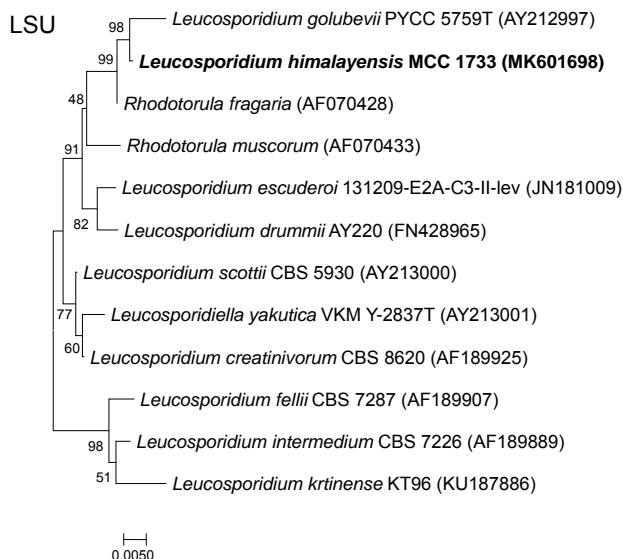 LSU
Leucosporidium golubevii PYCC 5759T (AY212997)
98
Leucosporidium himalayensis MCC 1733 (MK601698)
99
Rhodotorula fragaria (AF070428)
48
Rhodotorula muscorum (AF070433)
91
Leucosporidium escuderoi 131209-E2A-C3-II-lev (JN181009)
82
Leucosporidium drummii AY220 (FN428965)
Leucosporidium scottii CBS 5930 (AY213000)
77
Leucosporidiella yakutica VKM Y-2837T (AY213001)
60
Leucosporidium creatinivorum CBS 8620 (AF189925)
Leucosporidium fellii CBS 7287 (AF189907)
98
Leucosporidium intermedium CBS 7226 (AF189889)
51
Leucosporidium krtinense KT96 (KU187886)
0.0050